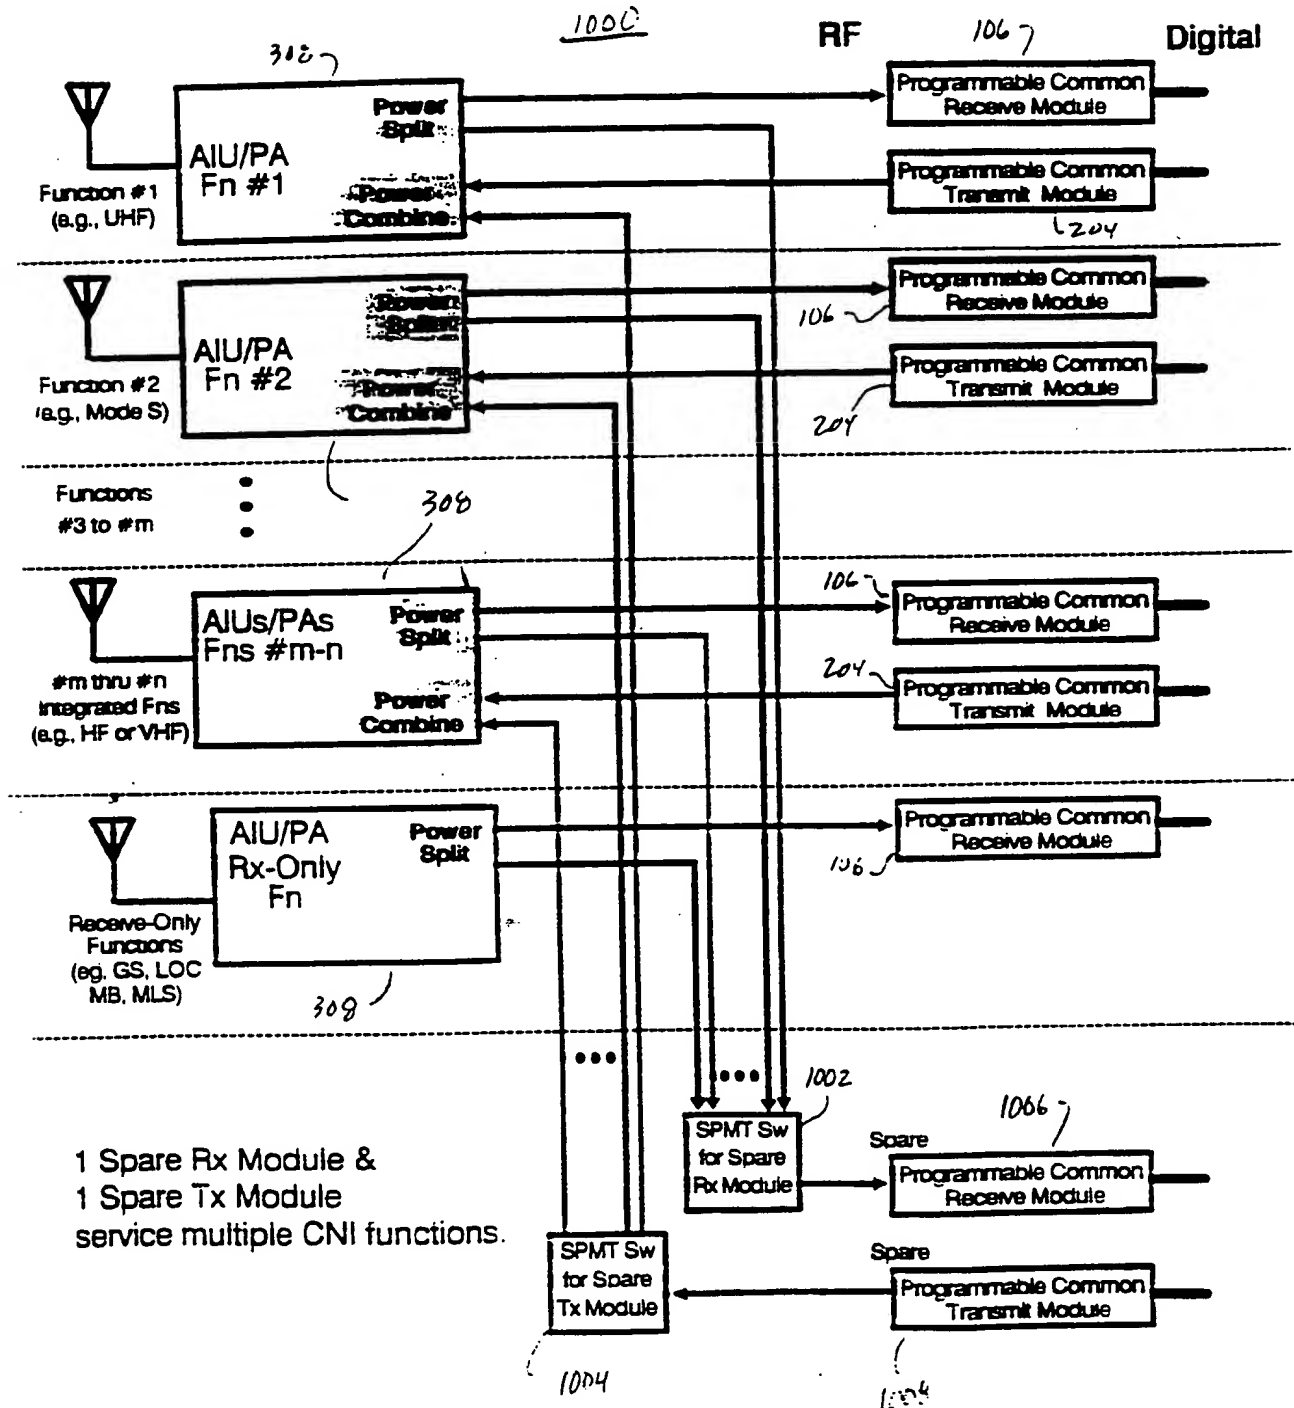 1000
RF
106
Digital
308
Programmable Common
Receive Module
Power
Split
AIU/PA
Fn #1
Power
Combine
Function #1
(e.g., UHF)
Programmable Common
Transmit Module
204
Programmable Common
Receive Module
106
Power
Split
AIU/PA
Fn #2
Power
Combine
Function #2
(e.g., Mode S)
Programmable Common
Transmit Module
204
Functions
#3 to #m
308
106
Programmable Common
Receive Module
AIUs/PAs
Fns #m-n
Power
Split
Power
Combine
#m thru #n
Integrated Fns
(e.g., HF or VHF)
204
Programmable Common
Transmit Module
AIU/PA
Rx-Only
Fn
Power
Split
Programmable Common
Receive Module
106
Receive-Only
Functions
(eg. GS, LOC
MB, MLS)
308
1002
1006
SPMT Sw
for Spare
Rx Module
Spare
Programmable Common
Receive Module
1 Spare Rx Module &
1 Spare Tx Module
service multiple CNI functions.
SPMT Sw
for Spare
Tx Module
Spare
Programmable Common
Transmit Module
1004